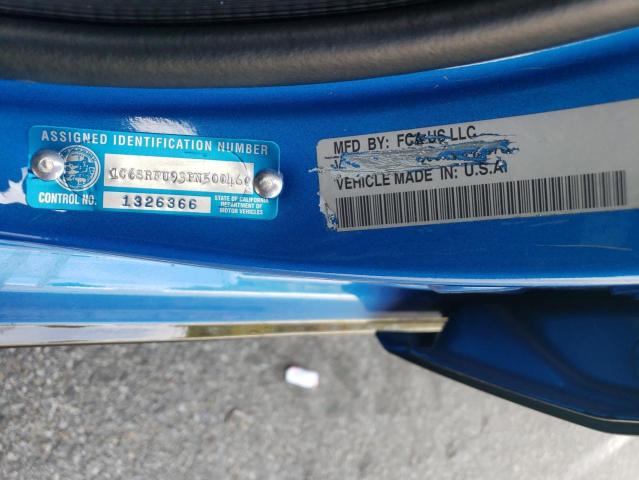 ASSIGNED IDENTIFICATION NUMBER
CONTROL NO.
1326366
STATE OF CALIFORNIA
DEPARTMENT OF
MOTOR VEHICLES
MFD BY: FCA US LLC
VEHICLE MADE IN: U.S.A